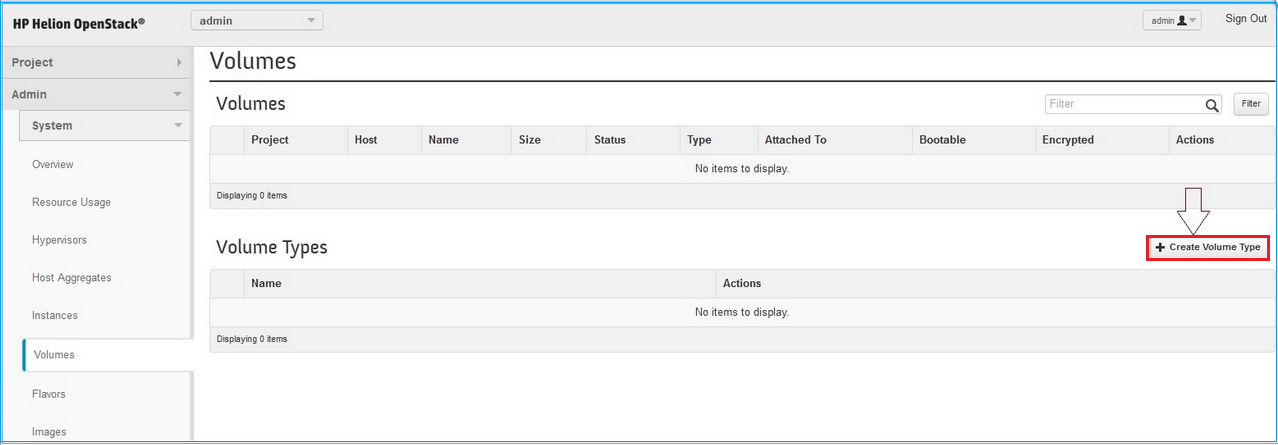 HP Helion OpenStack® admin admin Sign Out
Project
Admin
System
Overview
Resource Usage
Hypervisors
Host Aggregates
Instances
Volumes
Flavors
Images
Volumes
Volumes Filter Filter
Project Host Name Size Status Type Attached To Bootable Encrypted Actions
No items to display.
Displaying 0 items
Volume Types + Create Volume Type
Name Actions
No items to display.
Displaying 0 items